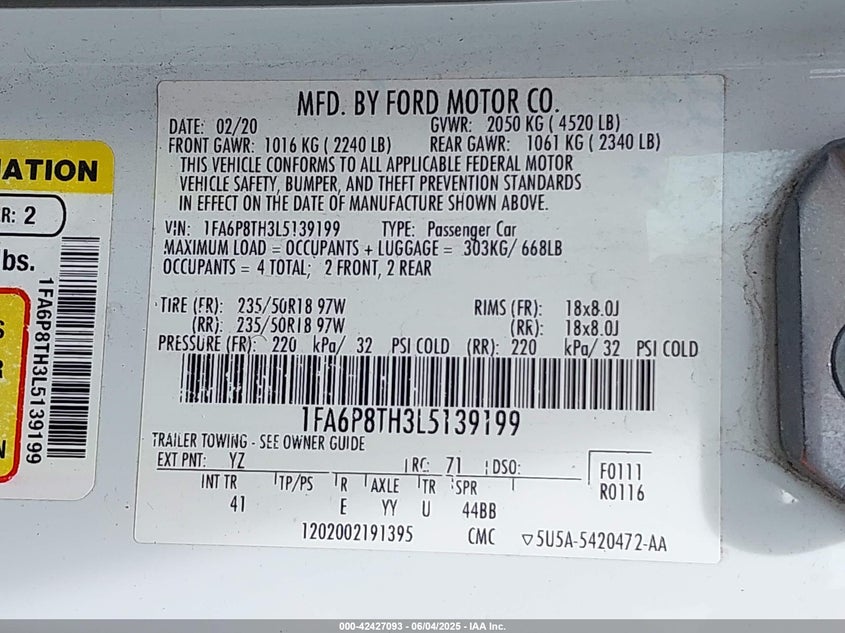 MATION
R: 2
bs.
S
R
N
1FA6P8TH3L5139199
MFD. BY FORD MOTOR CO.
DATE: 02/20 GVWR: 2050 KG ( 4520 LB)
FRONT GAWR: 1016 KG ( 2240 LB) REAR GAWR: 1061 KG ( 2340 LB)
THIS VEHICLE CONFORMS TO ALL APPLICABLE FEDERAL MOTOR
VEHICLE SAFETY, BUMPER, AND THEFT PREVENTION STANDARDS
IN EFFECT ON THE DATE OF MANUFACTURE SHOWN ABOVE.
VIN: 1FA6P8TH3L5139199 TYPE: Passenger Car
MAXIMUM LOAD = OCCUPANTS + LUGGAGE = 303KG/ 668LB
OCCUPANTS = 4 TOTAL; 2 FRONT, 2 REAR
TIRE (FR): 235/50R18 97W RIMS (FR): 18x8.0J
(RR): 235/50R18 97W (RR): 18x8.0J
PRESSURE (FR): 220 kPa/ 32 PSI COLD (RR): 220 kPa/ 32 PSI COLD
1FA6P8TH3L5139199
TRAILER TOWING - SEE OWNER GUIDE
EXT PNT: YZ RC: 71 DSO: F0111
INT TR TP/PS R AXLE TR SPR R0116
41 E YY U 44BB
1202002191395 CMC ▽5U5A-5420472-AA
000-42427093 - 06/04/2025 - IAA Inc.